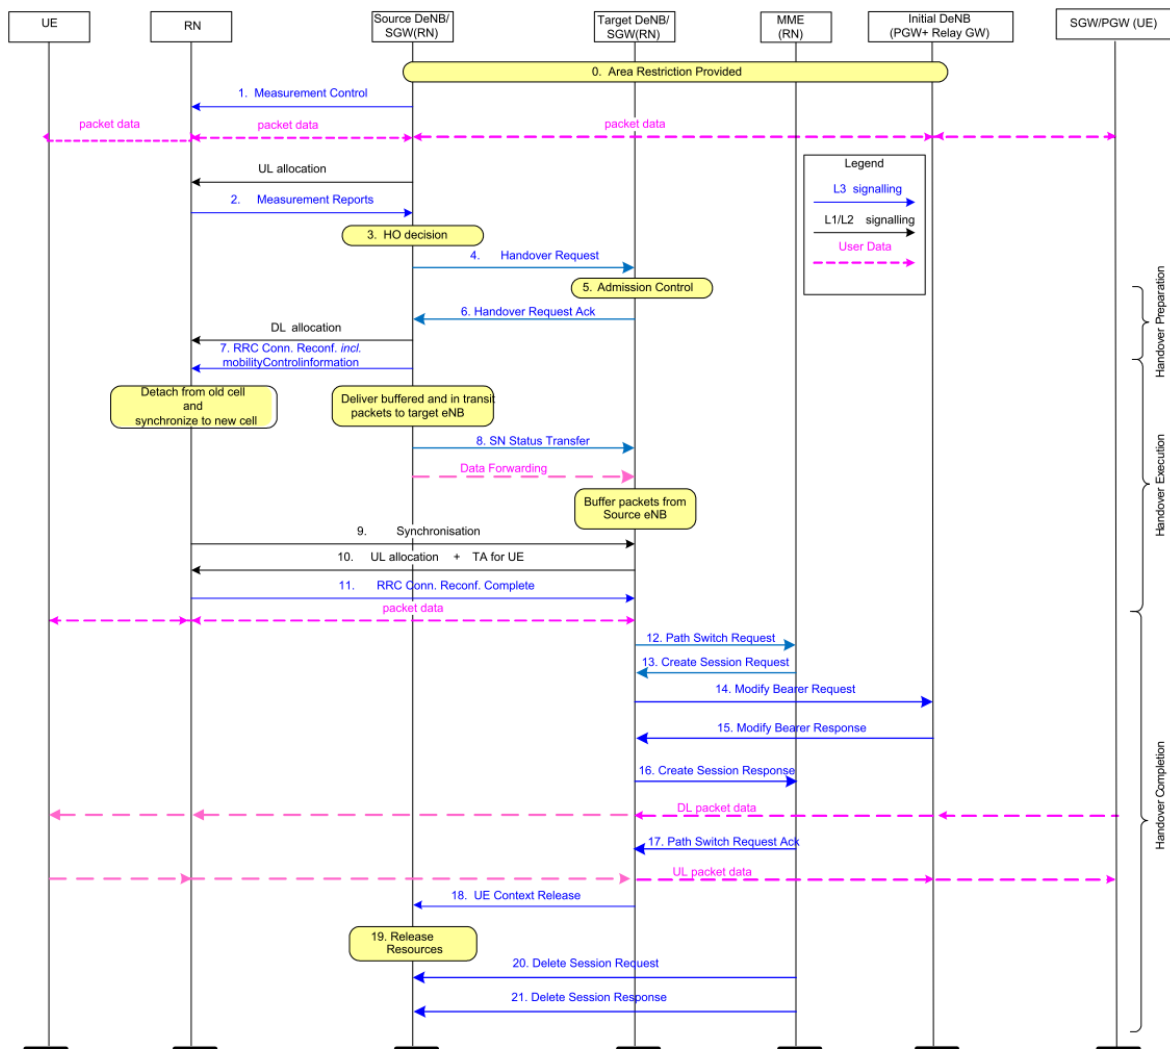 UE
RN
Source DeNB/
SGW(RN)
Target DeNB/
SGW(RN)
MME
(RN)
Initial DeNB
(PGW+ Relay GW)
SGW/PGW (UE)
0. Area Restriction Provided
1. Measurement Control
packet data
packet data
packet data
Legend
L3 signalling
L1/L2 signalling
User Data
UL allocation
2. Measurement Reports
3. HO decision
4. Handover Request
5. Admission Control
6. Handover Request Ack
DL allocation
7. RRC Conn. Reconf. incl.
mobilityControlinformation
Handover Preparation
Detach from old cell
and
synchronize to new cell
Deliver buffered and in transit
packets to target eNB
8. SN Status Transfer
Data Forwarding
Buffer packets from
Source eNB
9. Synchronisation
10. UL allocation + TA for UE
11. RRC Conn. Reconf. Complete
Handover Execution
packet data
12. Path Switch Request
13. Create Session Request
14. Modify Bearer Request
15. Modify Bearer Response
16. Create Session Response
DL packet data
17. Path Switch Request Ack
UL packet data
18. UE Context Release
19. Release
Resources
20. Delete Session Request
21. Delete Session Response
Handover Completion